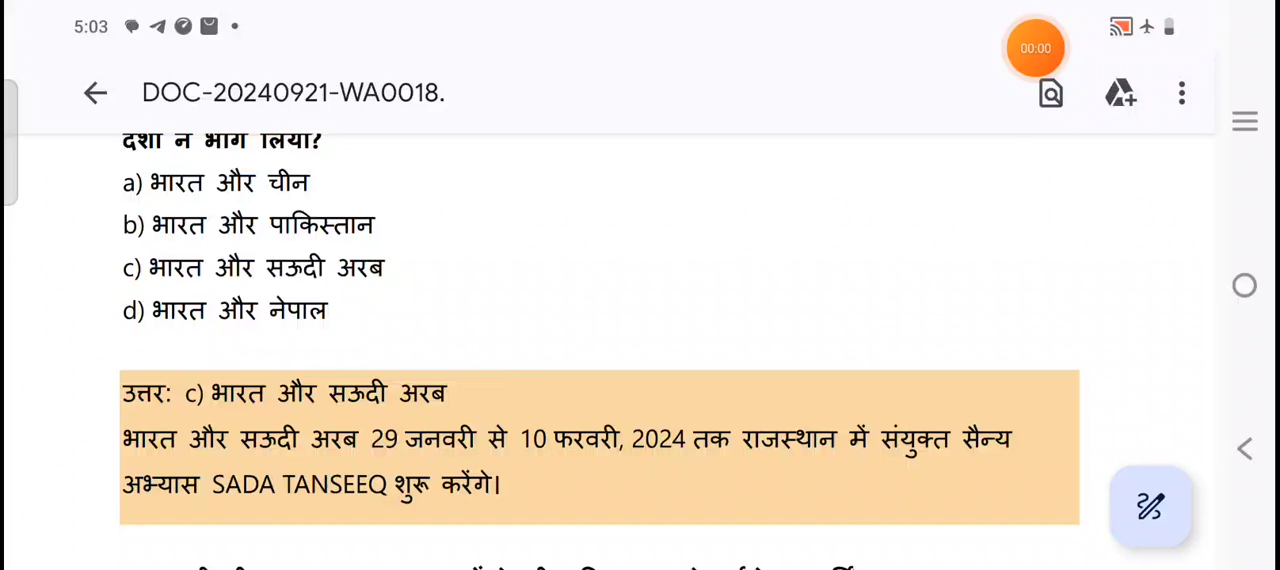 5:03
00:00
DOC-20240921-WA0018.
देशों ने भाग लिया?
a) भारत और चीन
b) भारत और पाकिस्तान
c) भारत और सऊदी अरब
d) भारत और नेपाल
उत्तर: c) भारत और सऊदी अरब
भारत और सऊदी अरब 29 जनवरी से 10 फरवरी, 2024 तक राजस्थान में संयुक्त सैन्य
अभ्यास SADA TANSEEQ शुरू करेंगे।